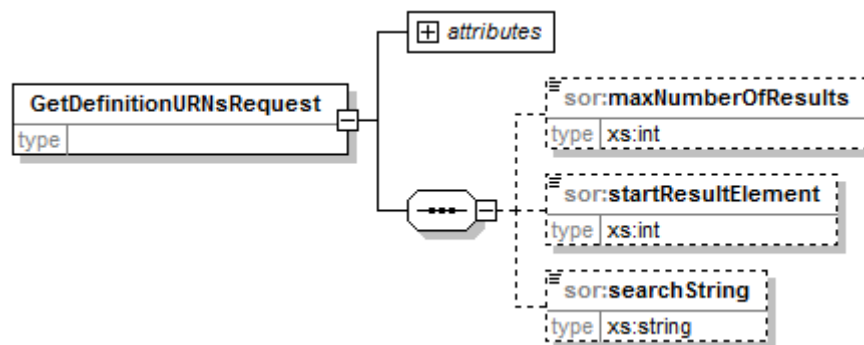 attributes
GetDefinitionURNsRequest
type
sor:maxNumberOfResults
type xs:int
sor:startResultElement
type xs:int
sor:searchString
type xs:string